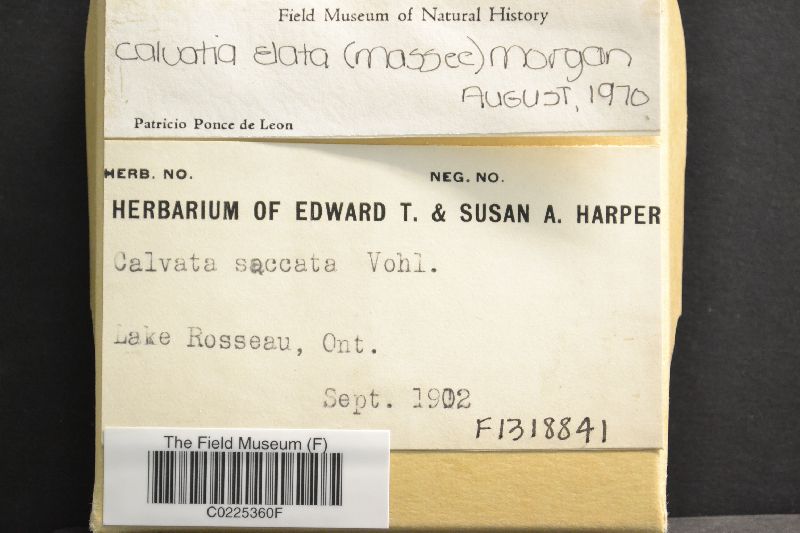 Field Museum of Natural History
Calvatia elata (massee) morgan
AUGUST, 1970
Patricio Ponce de Leon
HERB. NO. NEG. NO.
HERBARIUM OF EDWARD T. & SUSAN A. HARPER
Calvata saccata Vohl.
Lake Rosseau, Ont.
Sept. 1902
F1318841
The Field Museum (F)
C0225360F